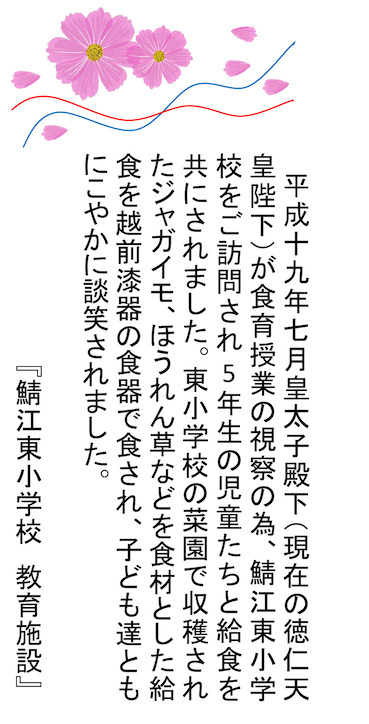 平成十九年七月皇太子殿下（現在の徳仁天
皇陛下）が食育授業の視察の為、鯖江東小学
校をご訪問され５年生の児童たちと給食を
共にされました。東小学校の菜園で収穫され
たジャガイモ、ほうれん草などを食材とした給
食を越前漆器の食器で食され、子ども達とも
にこやかに談笑されました。
『鯖江東小学校　教育施設』